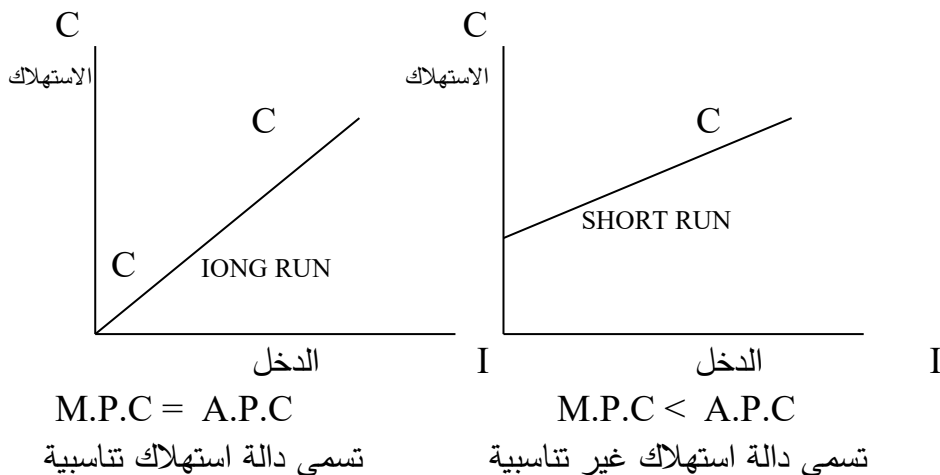 C C
الاستهلاك الاستهلاك
C C
SHORT RUN
C IONG RUN
الدخل I الدخل I
M.P.C = A.P.C M.P.C < A.P.C
تسمى دالة استهلاك تناسبية تسمى دالة استهلاك غير تناسبية